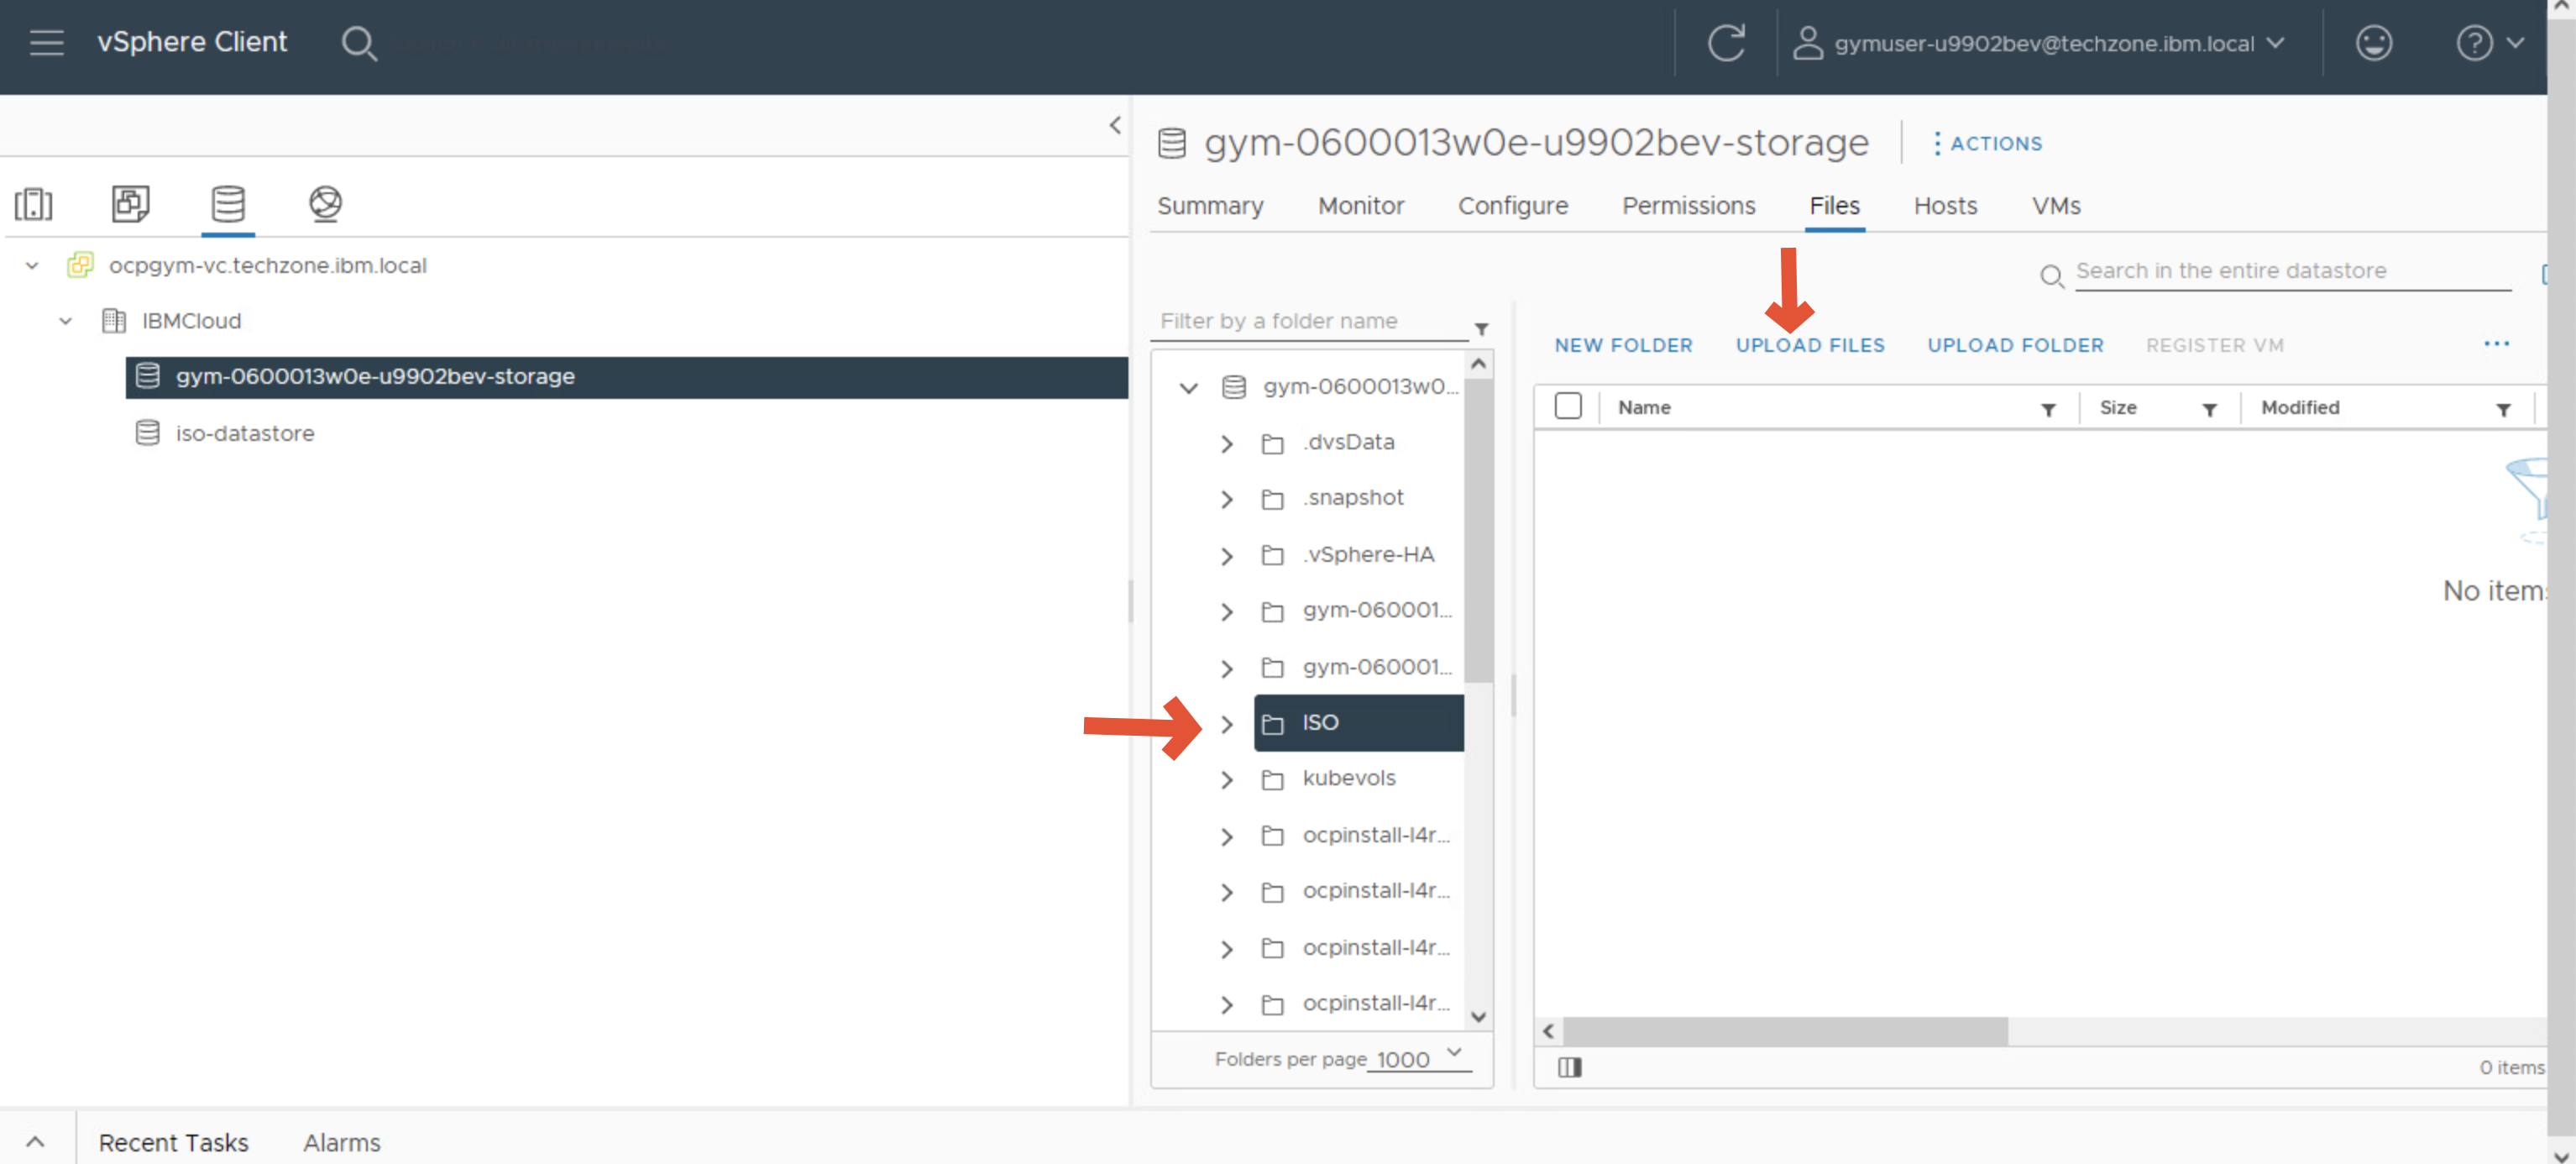 vSphere Client
gymuser-u9902bev@techzone.ibm.local
gym-0600013w0e-u9902bev-storage
ACTIONS
Summary Monitor Configure Permissions Files Hosts VMs
ocpgym-vc.techzone.ibm.local
IBMCloud
gym-0600013w0e-u9902bev-storage
iso-datastore
Search in the entire datastore
Filter by a folder name
NEW FOLDER UPLOAD FILES UPLOAD FOLDER REGISTER VM ...
gym-0600013w0...
.dvsData
.snapshot
.vSphere-HA
gym-060001...
gym-060001...
ISO
kubevols
ocpinstall-l4r...
ocpinstall-l4r...
ocpinstall-l4r...
ocpinstall-l4r...
Folders per page 1000
Name Size Modified
No item
0 items
Recent Tasks Alarms